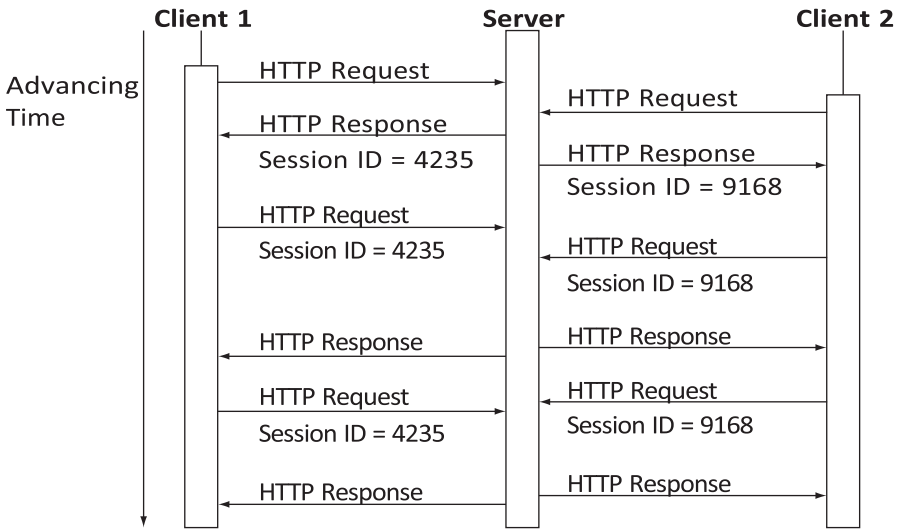 Client 1
Server
Client 2
Advancing
Time
HTTP Request
HTTP Request
HTTP Response
Session ID = 4235
HTTP Response
Session ID = 9168
HTTP Request
Session ID = 4235
HTTP Request
Session ID = 9168
HTTP Response
HTTP Response
HTTP Request
Session ID = 4235
HTTP Request
Session ID = 9168
HTTP Response
HTTP Response